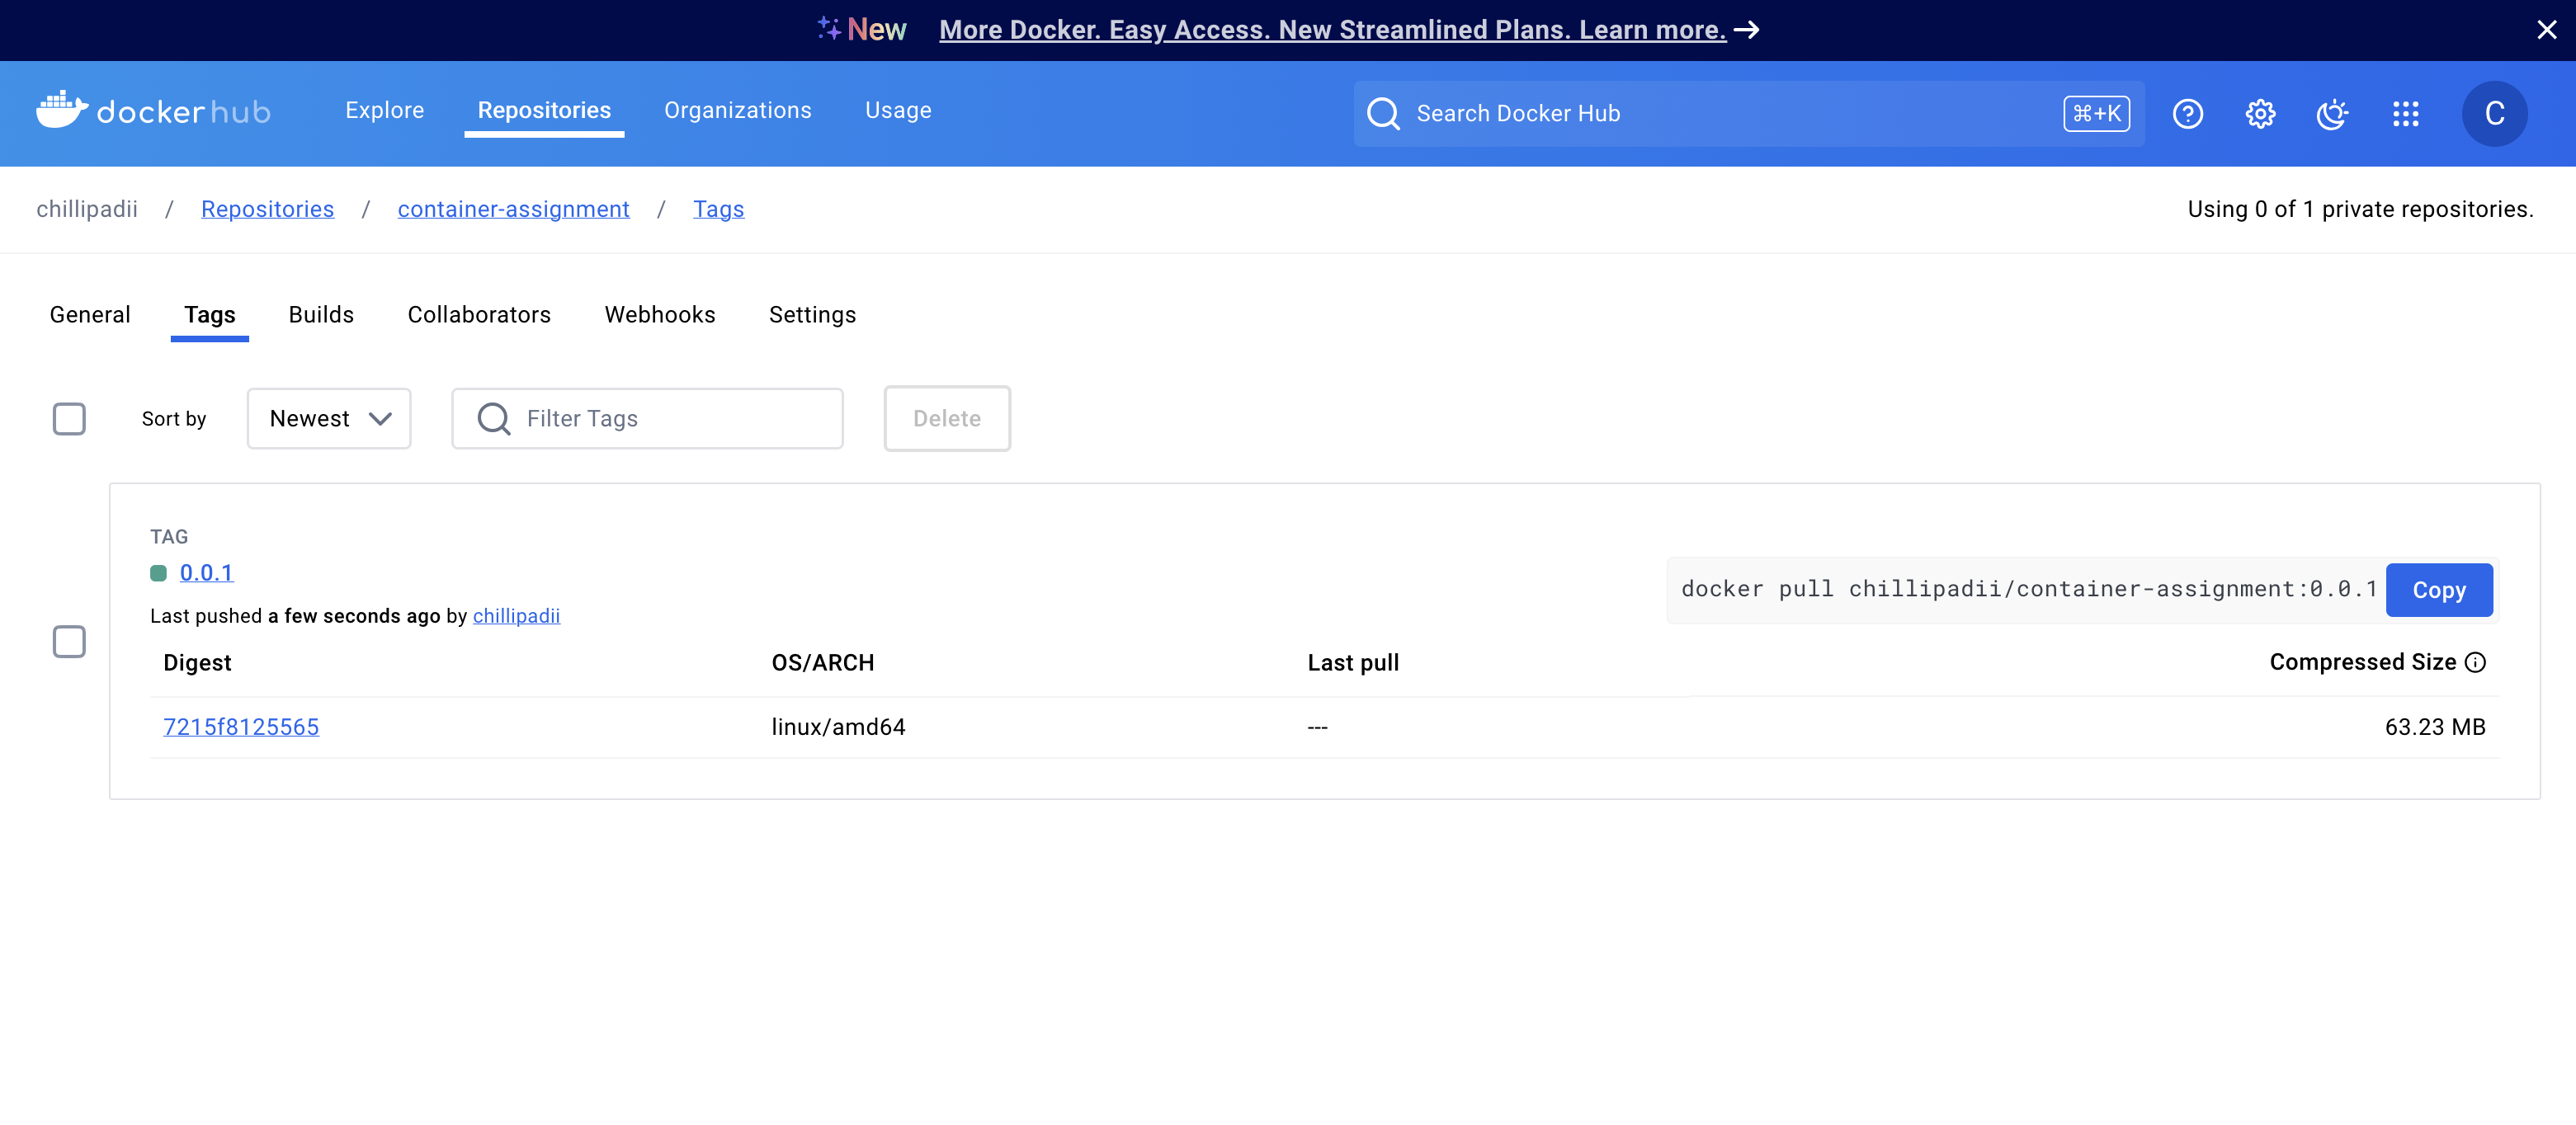 New More Docker. Easy Access. New Streamlined Plans. Learn more.
dockerhub Explore Repositories Organizations Usage Search Docker Hub ⌘+K C
chillipadii / Repositories / container-assignment / Tags Using 0 of 1 private repositories.
General Tags Builds Collaborators Webhooks Settings
Sort by Newest Filter Tags Delete
TAG
0.0.1
docker pull chillipadii/container-assignment:0.0.1 Copy
Last pushed a few seconds ago by chillipadii
Digest OS/ARCH Last pull Compressed Size
7215f8125565 linux/amd64 --- 63.23 MB